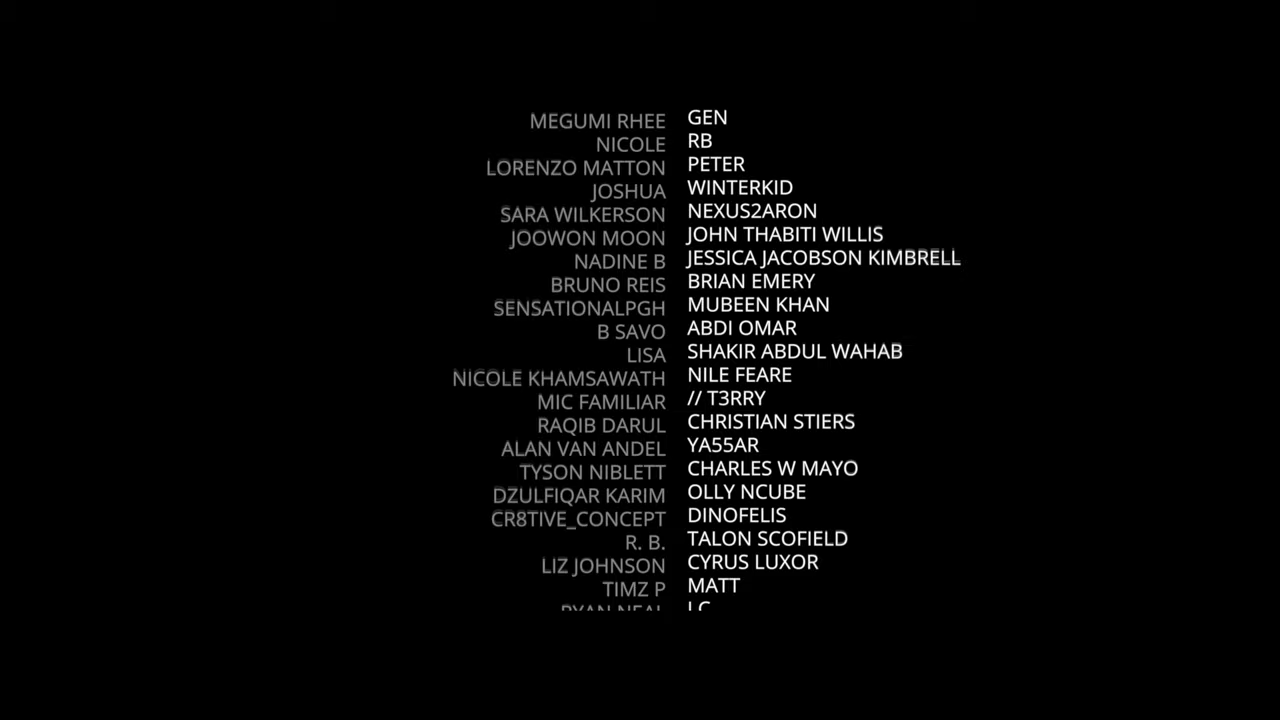 MEGUMI RHEE GEN
NICOLE RB
LORENZO MATTON PETER
JOSHUA WINTERKID
SARA WILKERSON NEXUS2ARON
JOOWON MOON JOHN THABITI WILLIS
NADINE B JESSICA JACOBSON KIMBRELL
BRUNO REIS BRIAN EMERY
SENSATIONALPGH MUBEEN KHAN
B SAVO ABDI OMAR
LISA SHAKIR ABDUL WAHAB
NICOLE KHAMSAWATH NILE FEARE
MIC FAMILIAR // T3RRY
RAQIB DARUL CHRISTIAN STIERS
ALAN VAN ANDEL YA55AR
TYSON NIBLETT CHARLES W MAYO
DZULFIQAR KARIM OLLY NCUBE
CR8TIVE_CONCEPT DINOFELIS
R. B. TALON SCOFIELD
LIZ JOHNSON CYRUS LUXOR
TIMZ P MATT
RYAN NEAL